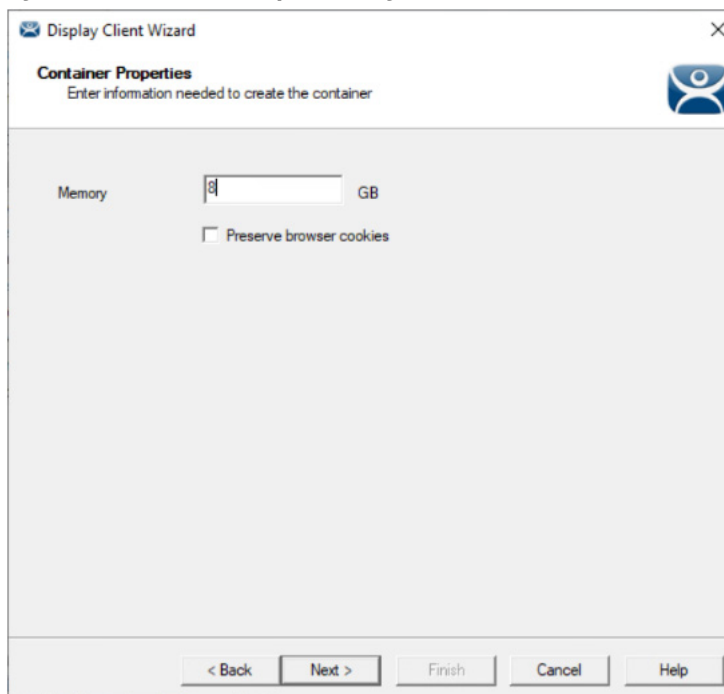 Display Client Wizard
Container Properties
Enter information needed to create the container
Memory 8 GB
Preserve browser cookies
< Back Next > Finish Cancel Help